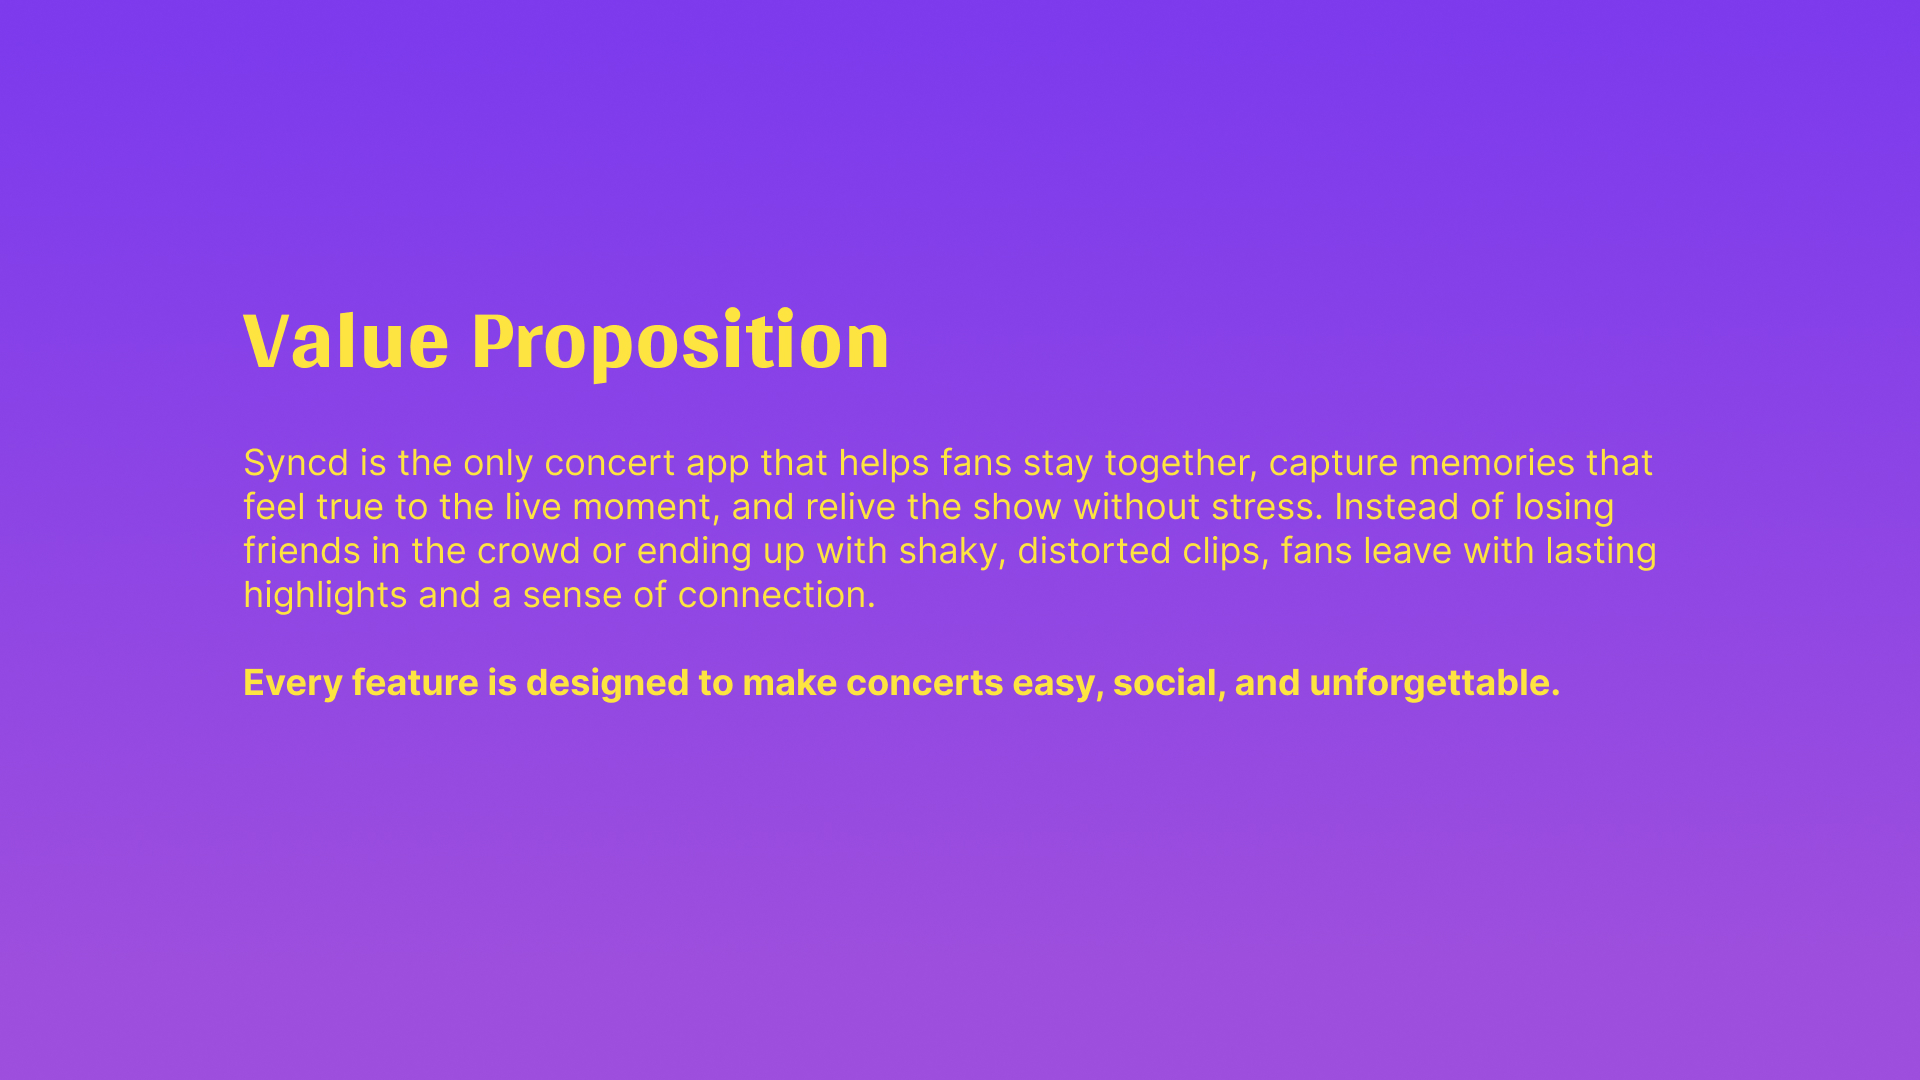 Value Proposition
Syncd is the only concert app that helps fans stay together, capture memories that
feel true to the live moment, and relive the show without stress. Instead of losing
friends in the crowd or ending up with shaky, distorted clips, fans leave with lasting
highlights and a sense of connection.
Every feature is designed to make concerts easy, social, and unforgettable.